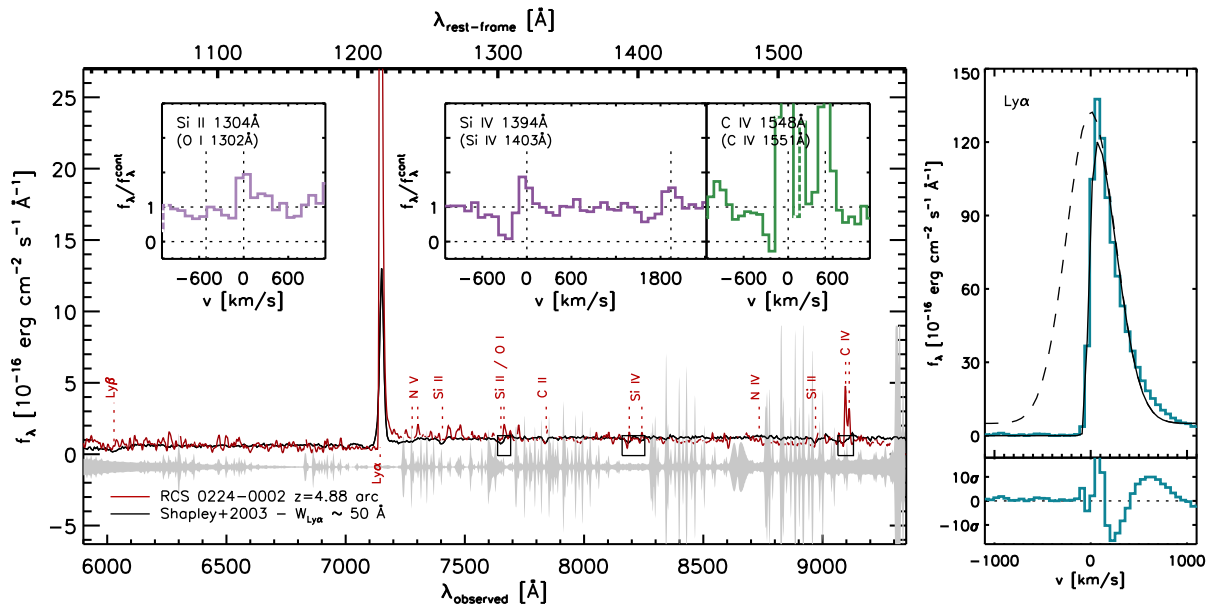 λrest-frame [Å]
1100 1200 1300 1400 1500
25
20
15
10
5
0
−5
fλ [10−16 erg cm−2 s−1 Å−1]
Si II 1304Å
(O I 1302Å)
fλ/fλcont
1
0
−600 0 600
v [km/s]
Si IV 1394Å
(Si IV 1403Å)
fλ/fλcont
1
0
−600 0 600 1800
v [km/s]
C IV 1548Å
(C IV 1551Å)
−600 0 600
v [km/s]
Lyβ
Lyα
N V
Si II
Si II / O I
C II
Si IV
N IV
Si II
C IV
RCS 0224−0002 z=4.88 arc
Shapley+2003 − WLyα ~ 50 Å
6000 6500 7000 7500 8000 8500 9000
λobserved [Å]
Lyα
150
120
90
60
30
0
fλ [10−16 erg cm−2 s−1 Å−1]
10σ
0
−10σ
−1000 0 1000
v [km/s]